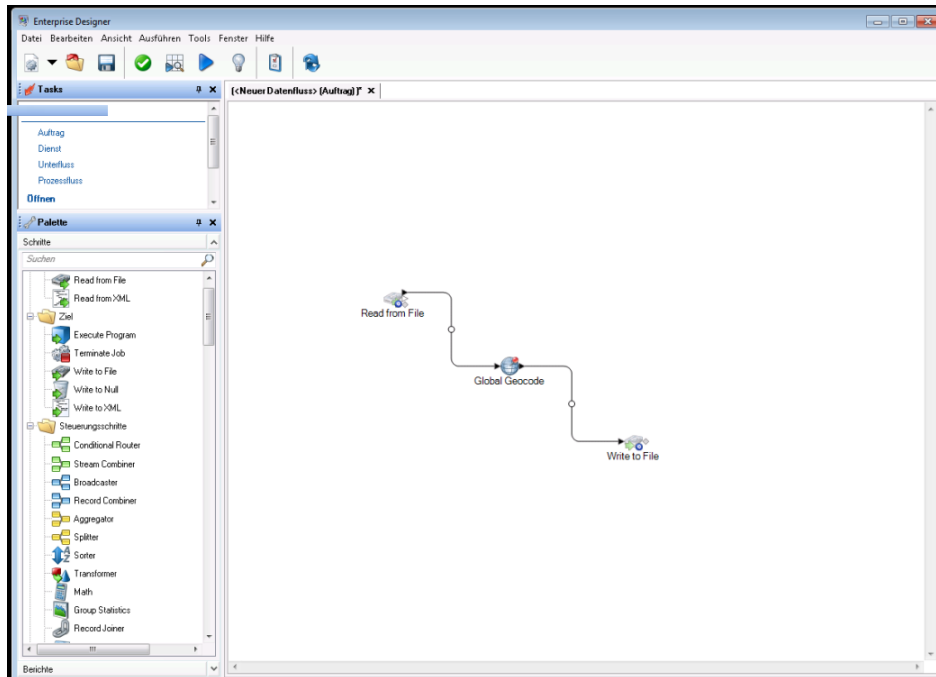 Enterprise Designer
Datei Bearbeiten Ansicht Ausführen Tools Fenster Hilfe
Tasks
Auftrag
Dienst
Unterfluss
Prozessfluss
Öffnen
Palette
Schritte
Suchen
Read from File
Read from XML
Ziel
Execute Program
Terminate Job
Write to File
Write to Null
Write to XML
Steuerungsschritte
Conditional Router
Stream Combiner
Broadcaster
Record Combiner
Aggregator
Splitter
Sorter
Transformer
Math
Group Statistics
Record Joiner
Berichte
[<Neuer Datenfluss> (Auftrag)]*
Read from File
Global Geocode
Write to File